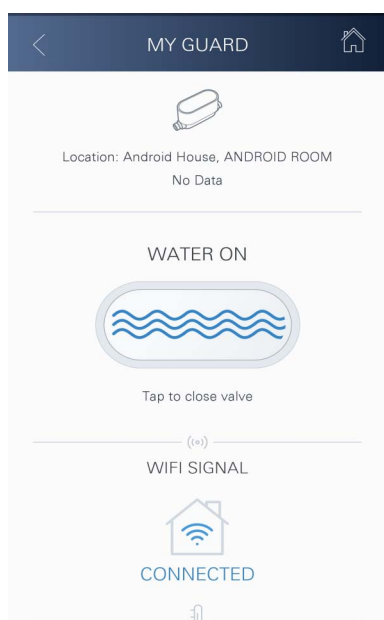 MY GUARD
Location: Android House, ANDROID ROOM
No Data
WATER ON
Tap to close valve
WIFI SIGNAL
CONNECTED